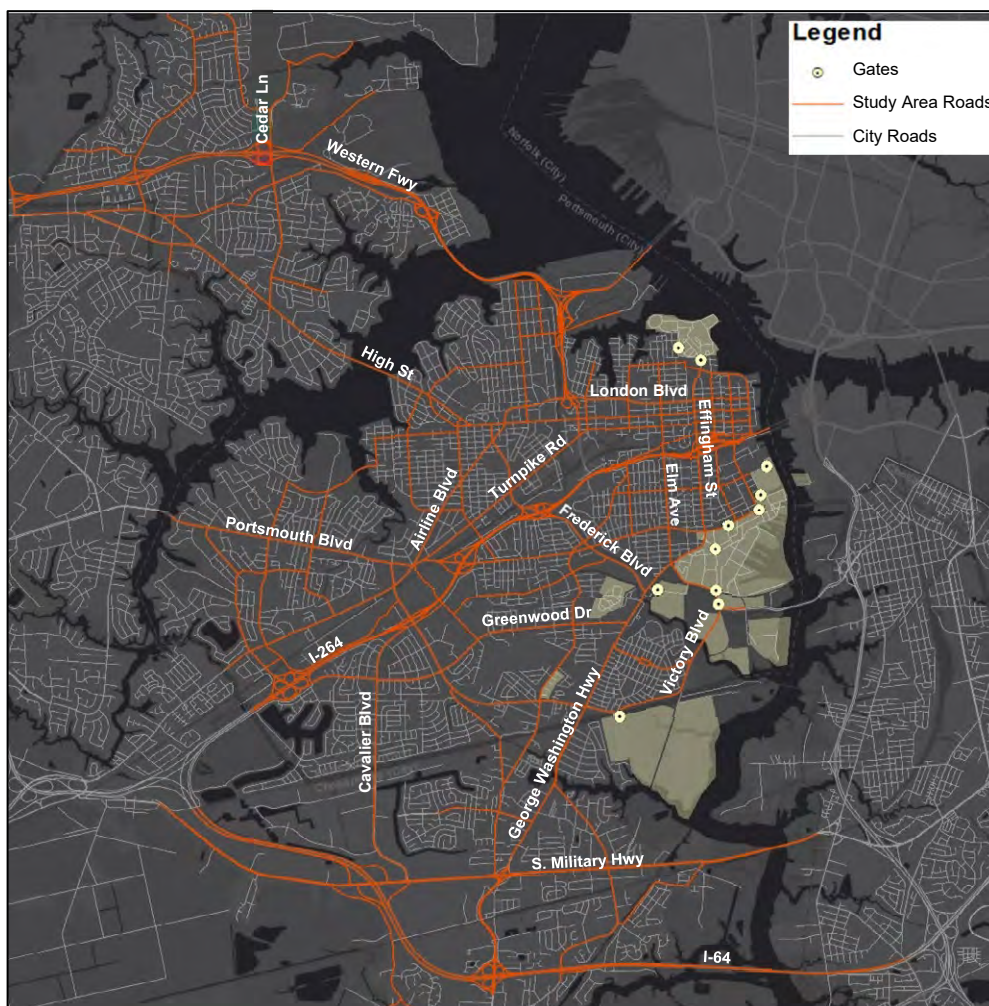 Legend
Gates
Study Area Roads
City Roads
Cedar Ln
Western Fwy
Norfolk (City)
Portsmouth (City)
High St
London Blvd
Effingham St
Turnpike Rd
Elm Ave
Airline Blvd
Frederick Blvd
Portsmouth Blvd
Greenwood Dr
I-264
Victory Blvd
Cavalier Blvd
George Washington Hwy
S. Military Hwy
I-64